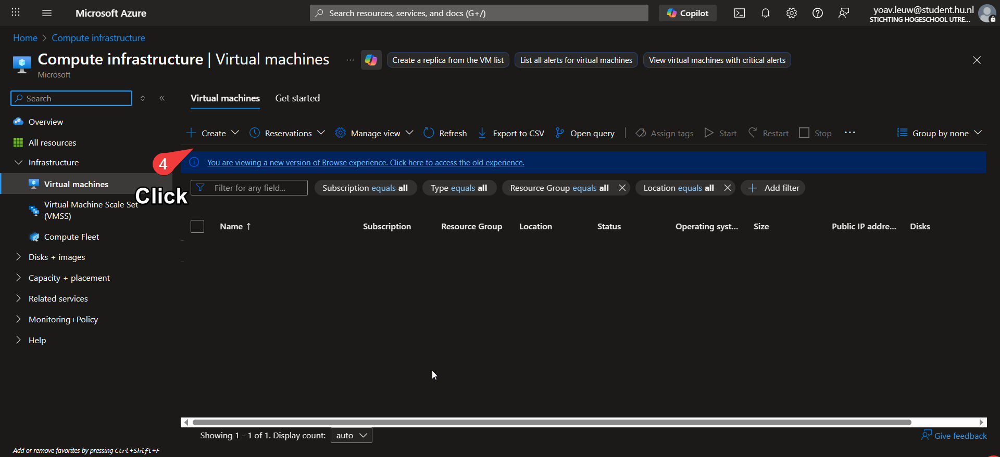 Microsoft Azure
Search resources, services, and docs (G+/)
Copilot
yoav.leuw@student.hu.nl
STICHTING HOGESCHOOL UTRE...
Home > Compute infrastructure
Compute infrastructure | Virtual machines
...
Create a replica from the VM list
List all alerts for virtual machines
View virtual machines with critical alerts
Microsoft
Search
Overview
All resources
Infrastructure
Virtual machines
Virtual Machine Scale Set
(VMSS)
Compute Fleet
Disks + images
Capacity + placement
Related services
Monitoring+Policy
Help
Add or remove favorites by pressing Ctrl+Shift+F
Virtual machines
Get started
Create
Reservations
Manage view
Refresh
Export to CSV
Open query
Assign tags
Start
Restart
Stop
...
Group by none
4
Click
You are viewing a new version of Browse experience. Click here to access the old experience.
Filter for any field...
Subscription equals all
Type equals all
Resource Group equals all
Location equals all
Add filter
Name ↑
Subscription
Resource Group
Location
Status
Operating syst...
Size
Public IP addre...
Disks
Showing 1 - 1 of 1. Display count:
auto
Give feedback